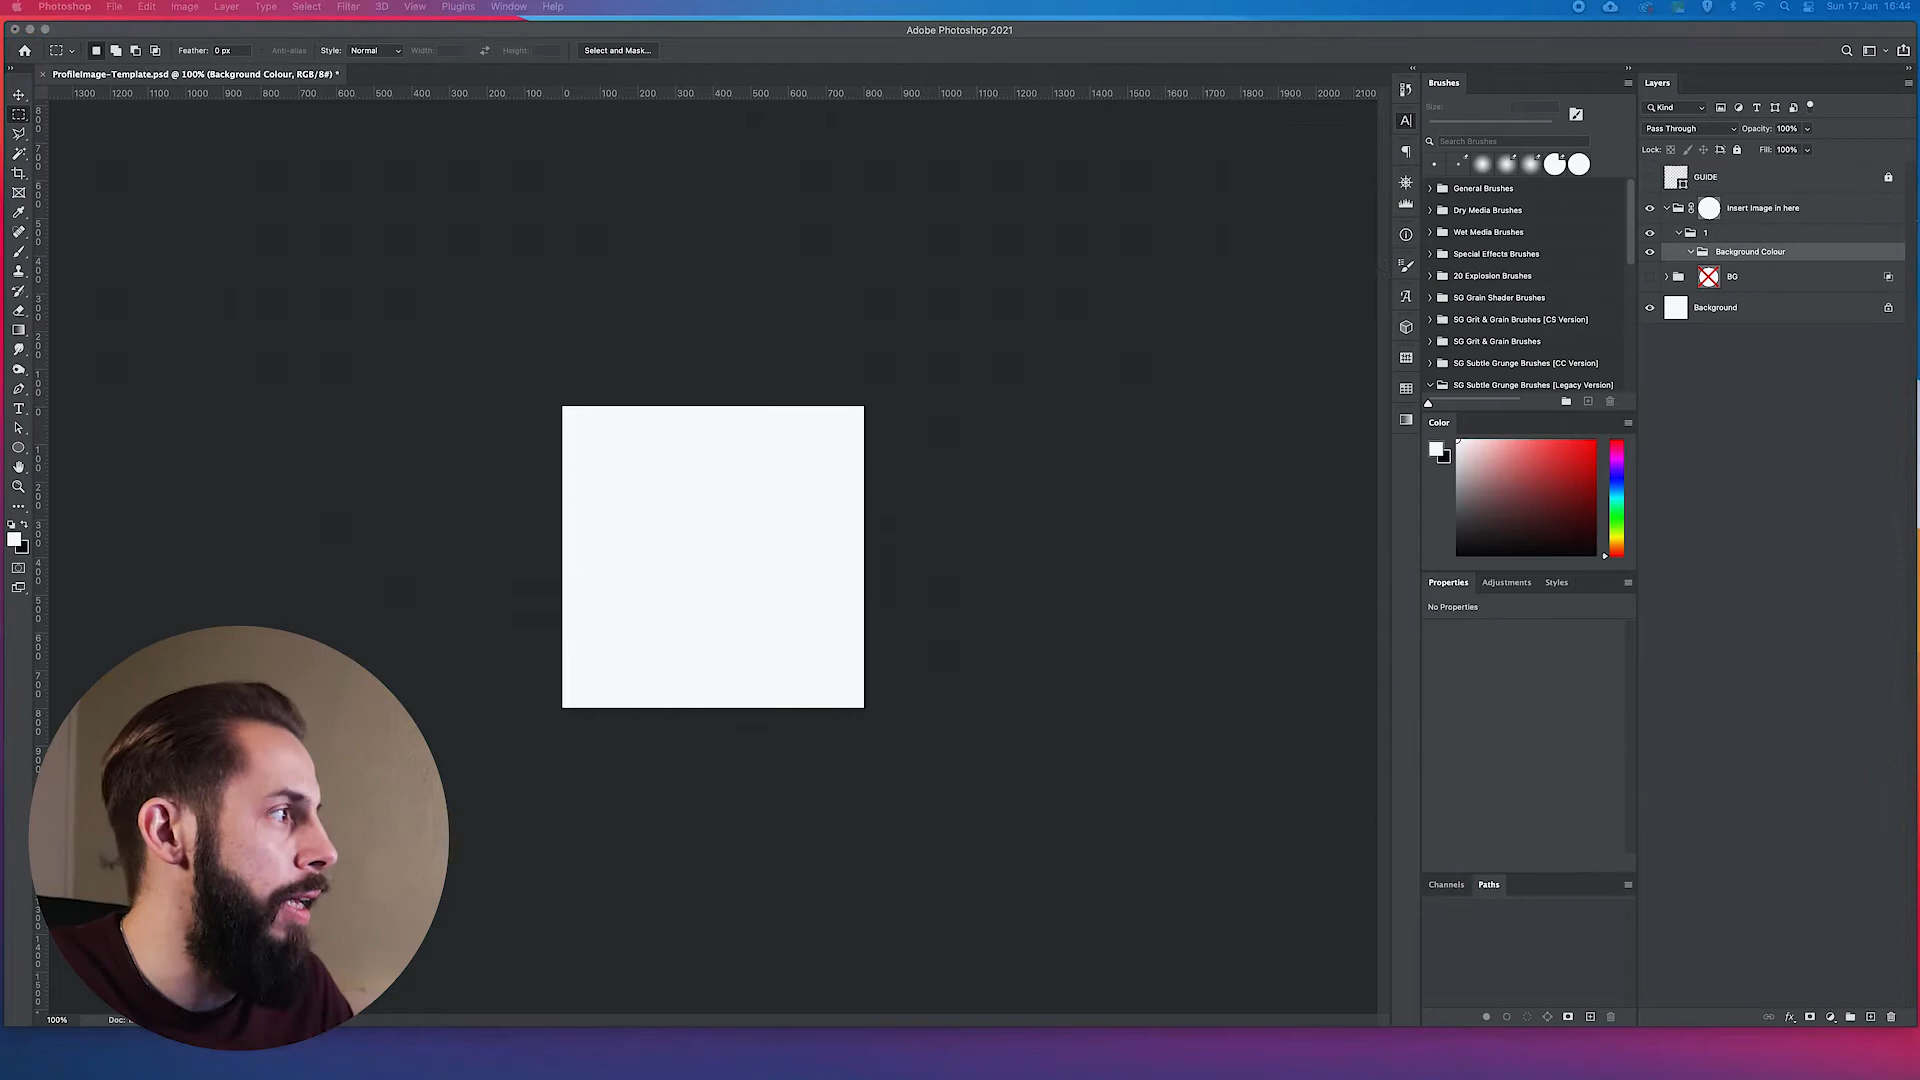 Photoshop File Edit Image Layer Type Select Filter 3D View Plugins Window Help Sun 17 Jan 16:44
Adobe Photoshop 2021
Feather: 0 px Anti-alias Style: Normal Width: Height: Select and Mask...
ProfileImage-Template.psd @ 100% (Background Colour, RGB/8#) *
1300 1200 1100 1000 900 800 700 600 500 400 300 200 100 0 100 200 300 400 500 600 700 800 900 1000 1100 1200 1300 1400 1500 1600 1700 1800 1900 2000 2100
Brushes
Size:
Search Brushes
General Brushes
Dry Media Brushes
Wet Media Brushes
Special Effects Brushes
20 Explosion Brushes
SG Grain Shader Brushes
SG Grit & Grain Brushes [CS Version]
SG Grit & Grain Brushes
SG Subtle Grunge Brushes [CC Version]
SG Subtle Grunge Brushes [Legacy Version]
Color
Properties Adjustments Styles
No Properties
Channels Paths
Layers
Kind
Pass Through Opacity: 100%
Lock: Fill: 100%
GUIDE
Insert Image in here
1
Background Colour
BG
Background
100% Doc: